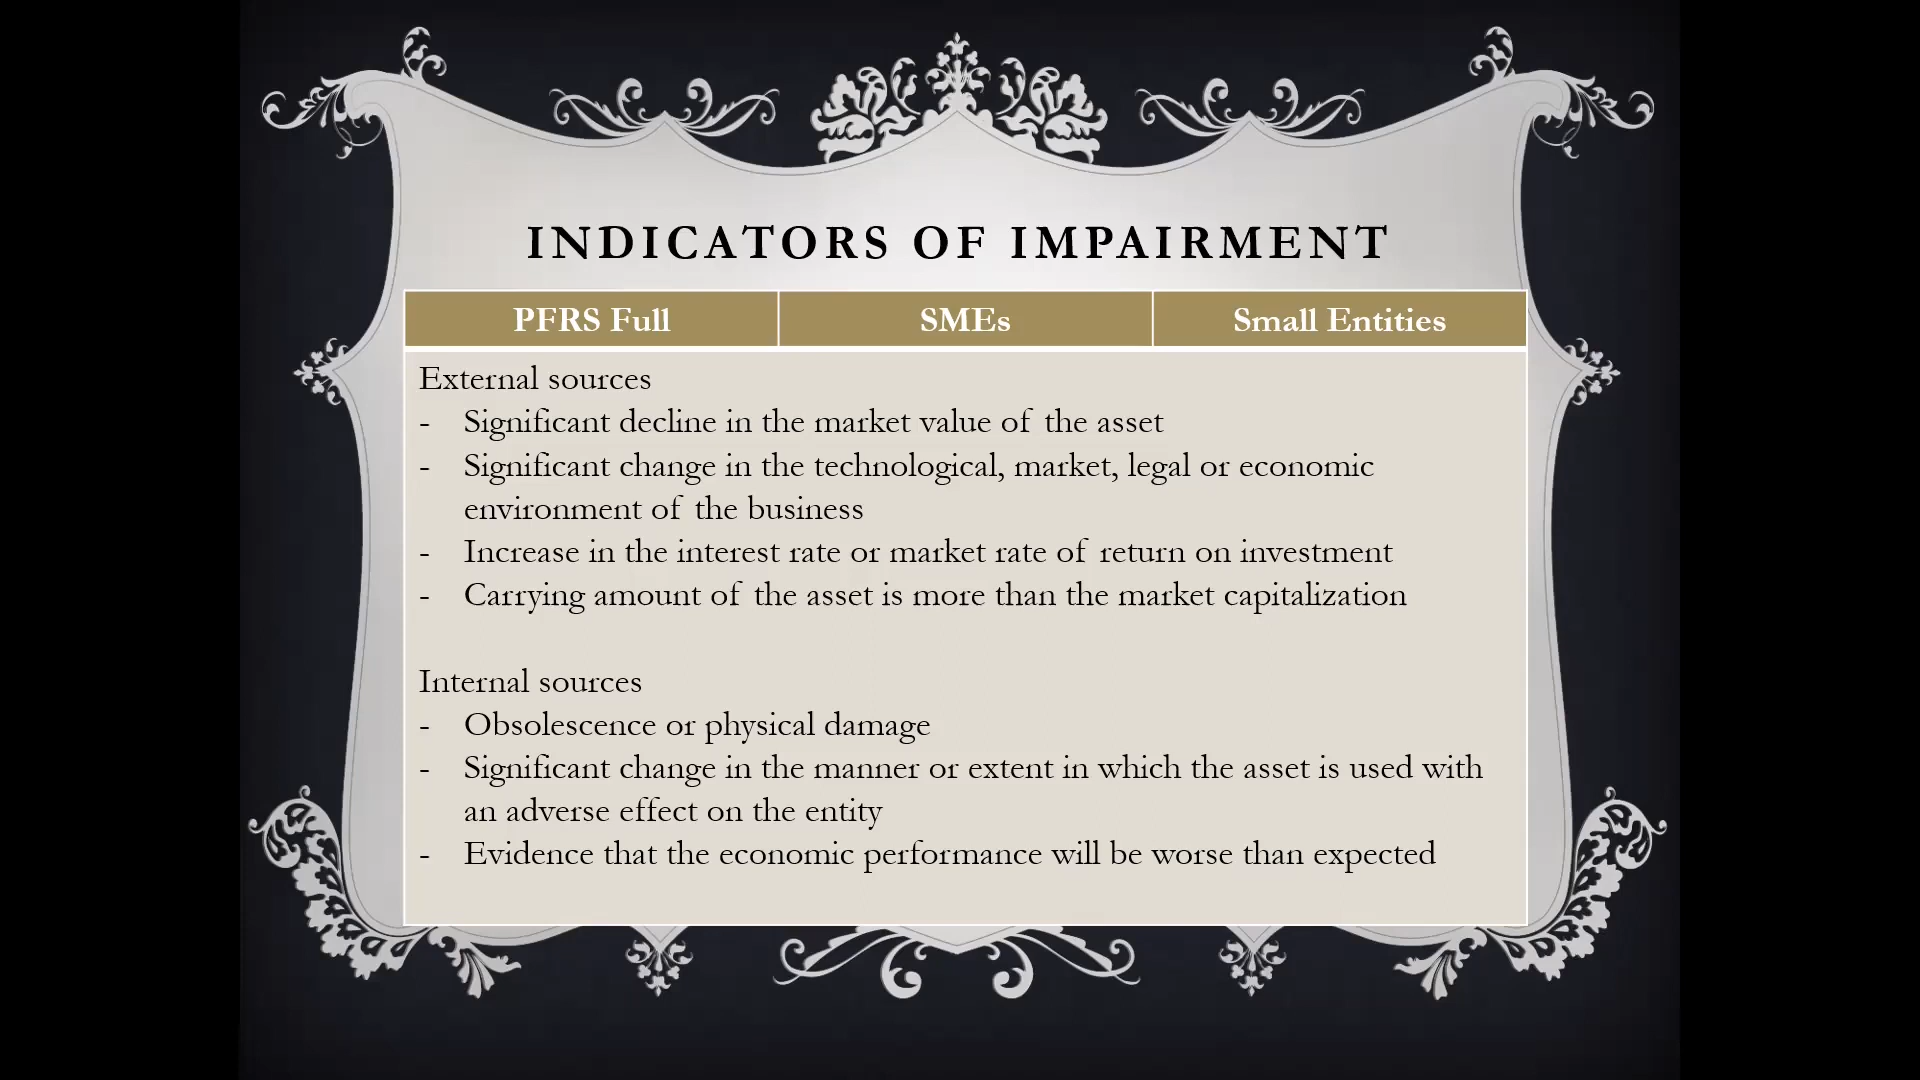 INDICATORS OF IMPAIRMENT
PFRS Full SMEs Small Entities
External sources
- Significant decline in the market value of the asset
- Significant change in the technological, market, legal or economic
environment of the business
- Increase in the interest rate or market rate of return on investment
- Carrying amount of the asset is more than the market capitalization
Internal sources
- Obsolescence or physical damage
- Significant change in the manner or extent in which the asset is used with
an adverse effect on the entity
- Evidence that the economic performance will be worse than expected